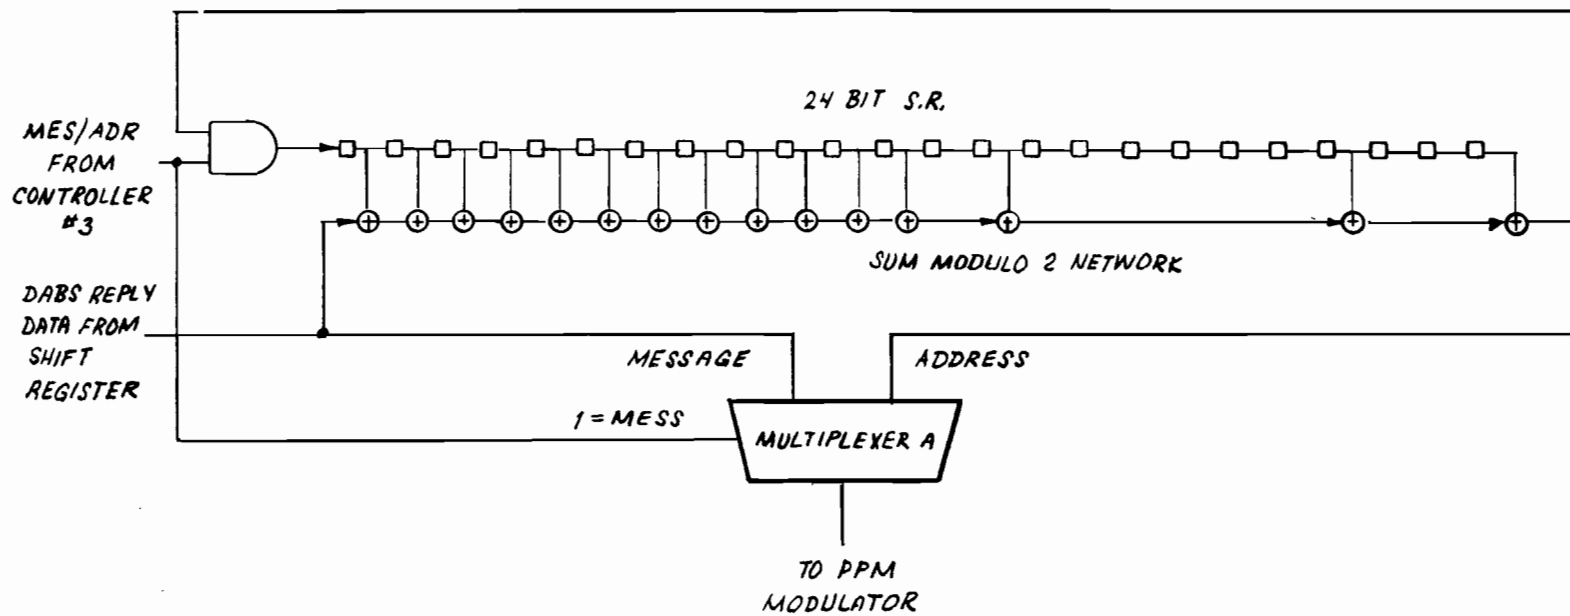 24 BIT S.R.
MES/ADR
FROM
CONTROLLER
#3
SUM MODULO 2 NETWORK
DABS REPLY
DATA FROM
SHIFT
REGISTER
MESSAGE
ADDRESS
1 = MESS
MULTIPLEXER A
TO PPM
MODULATOR